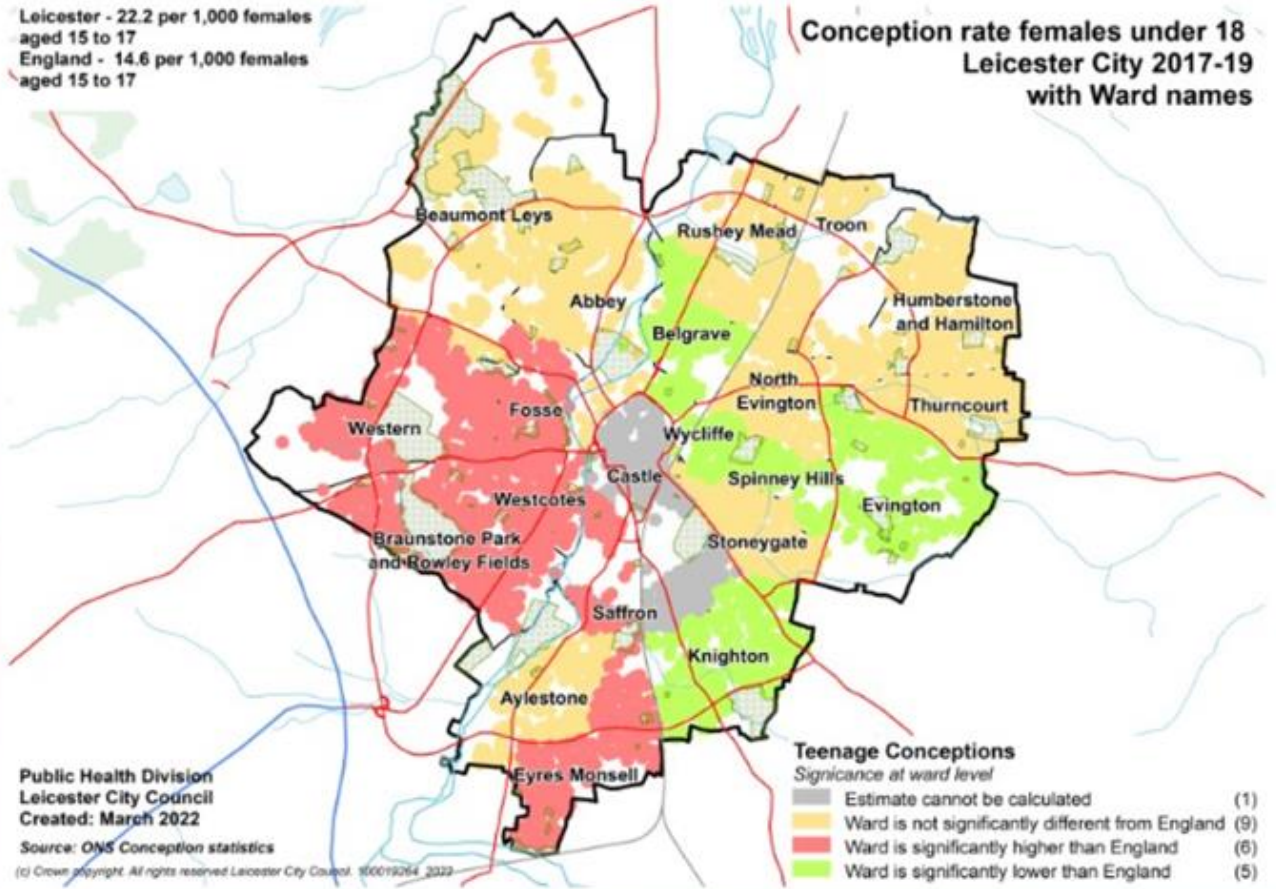 Leicester - 22.2 per 1,000 females
aged 15 to 17
England -  14.6 per 1,000 females
aged 15 to 17
Conception rate females under 18
Leicester City 2017-19
with Ward names
Beaumont Leys
Rushey Mead
Troon
Abbey
Humberstone
and Hamilton
Belgrave
North
Evington
Thurncourt
Fosse
Western
Wycliffe
Castle
Spinney Hills
Westcotes
Evington
Braunstone Park
and Rowley Fields
Stoneygate
Saffron
Knighton
Aylestone
Eyres Monsell
Public Health Division
Leicester City Council
Created: March 2022
Source: ONS Conception statistics
(c) Crown copyright. All rights reserved Leicester City Council. 100019264 2022
Teenage Conceptions
Signicance at ward level
Estimate cannot be calculated (1)
Ward is not significantly different from England (9)
Ward is significantly higher than England (6)
Ward is significantly lower than England (5)